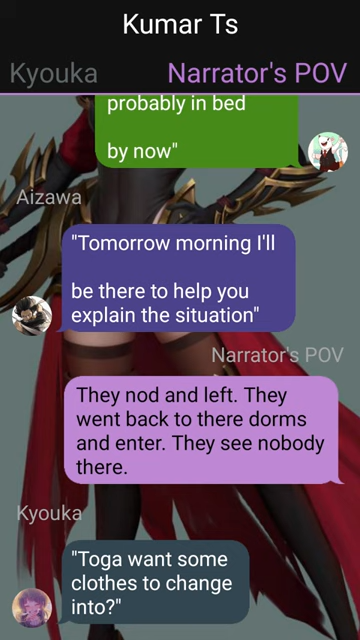 Kumar Ts
Kyouka
Narrator's POV
probably in bed
by now"
Aizawa
"Tomorrow morning I'll
be there to help you
explain the situation"
Narrator's POV
They nod and left. They
went back to there dorms
and enter. They see nobody
there.
Kyouka
"Toga want some
clothes to change
into?"